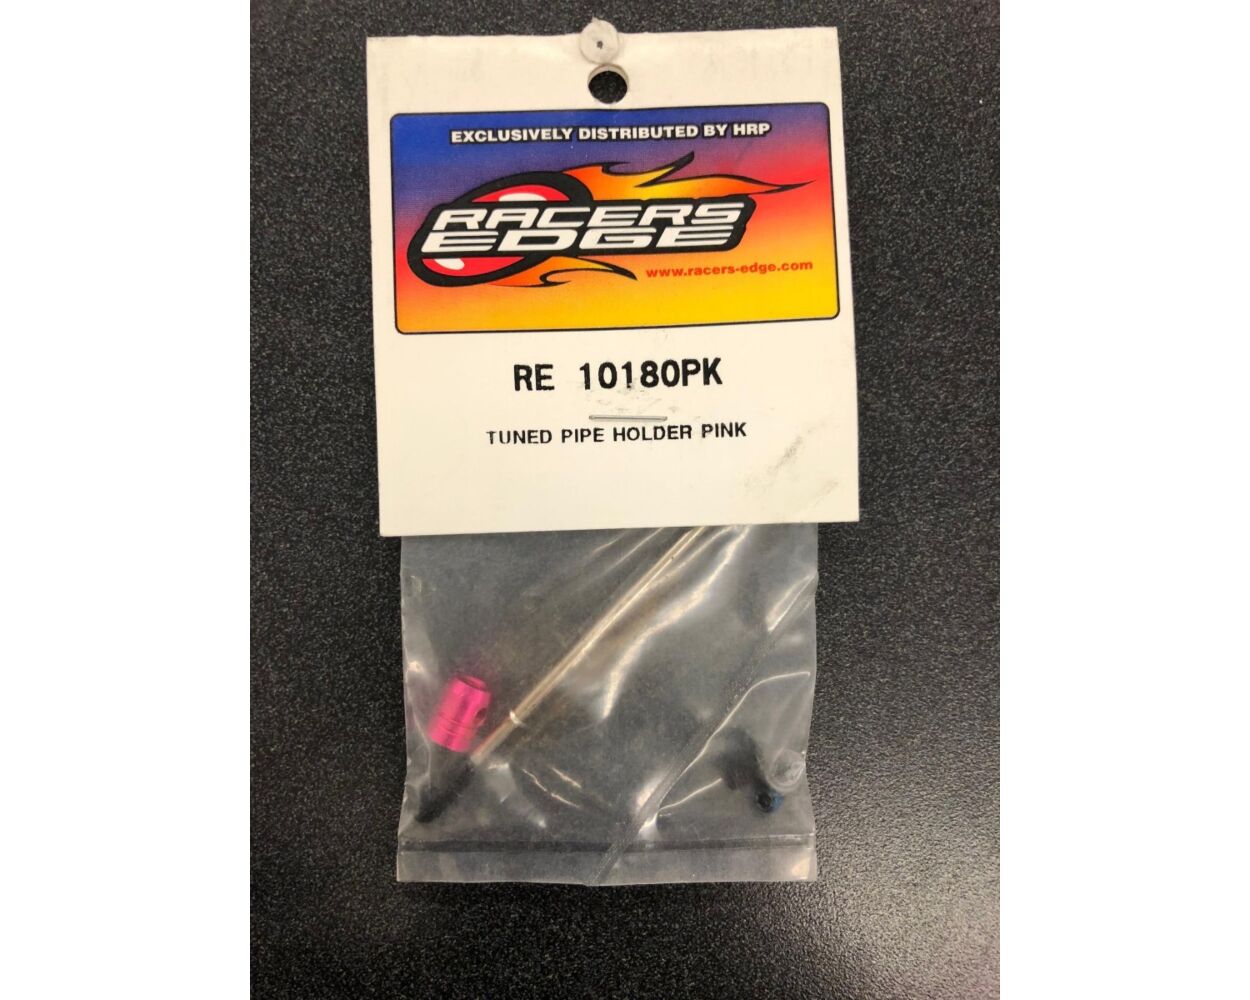 EXCLUSIVELY DISTRIBUTED BY HRP
RACERS
EDGE
www.racers-edge.com
RE 10180PK
TUNED PIPE HOLDER PINK